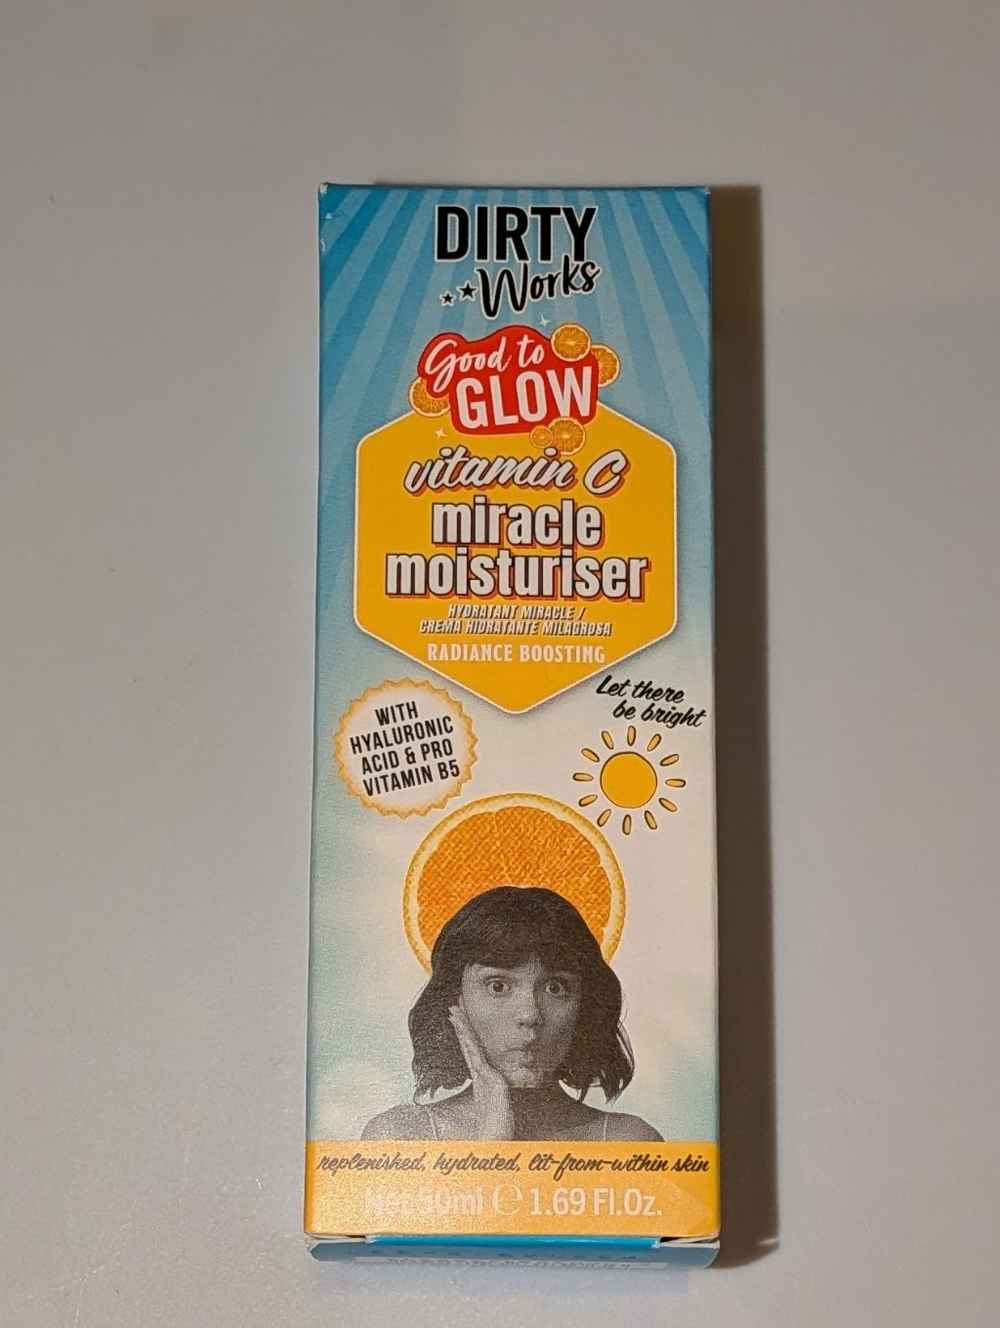 DIRTY
Works
Good to
GLOW
vitamin C
miracle
moisturiser
HYDRATANT MIRACLE /
CREMA HIDRATANTE MILAGROSA
RADIANCE BOOSTING
Let there
be bright
WITH
HYALURONIC
ACID & PRO
VITAMIN B5
replenished, hydrated, lit-from-within skin
Net 50ml ℮ 1.69 Fl.Oz.